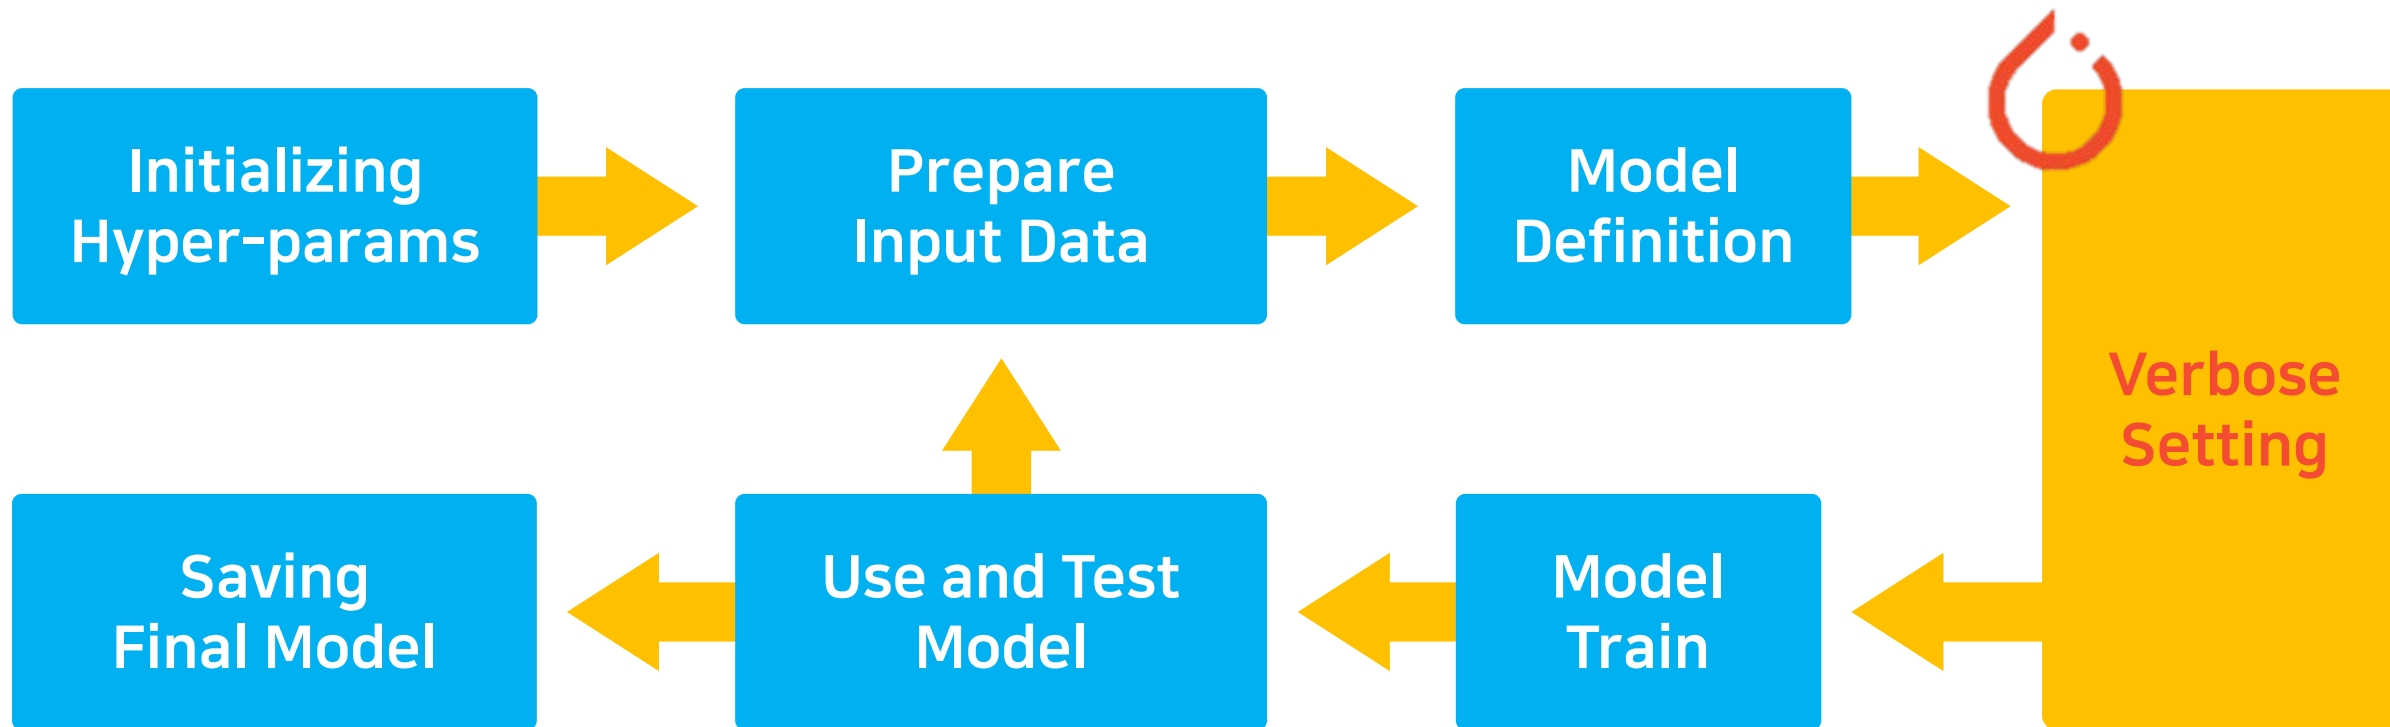 Initializing
Hyper-params
Prepare
Input Data
Model
Definition
Verbose
Setting
Model
Train
Use and Test
Model
Saving
Final Model